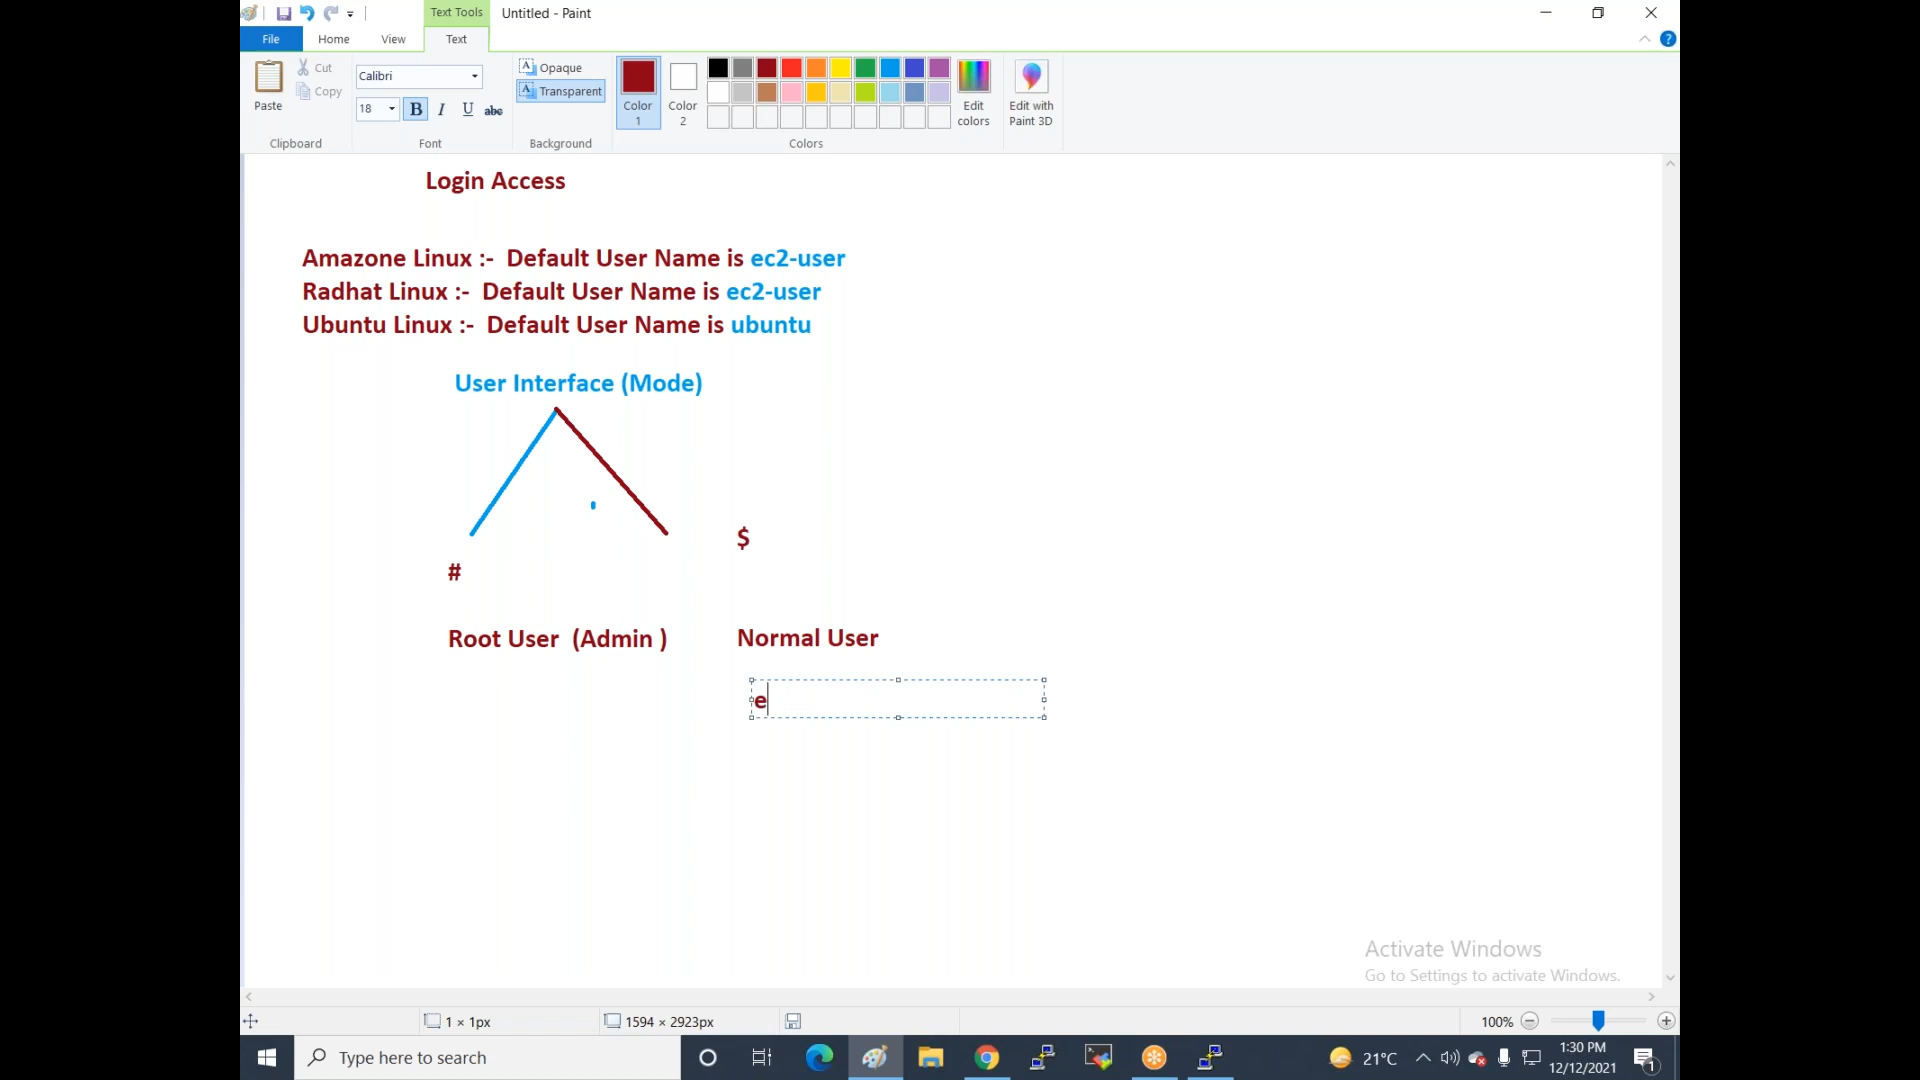 Text Tools
Untitled - Paint
File
Home
View
Text
Paste
Cut
Copy
Clipboard
Calibri
18
B I U abc
Font
A Opaque
A Transparent
Background
Color 1
Color 2
Colors
Edit colors
Edit with Paint 3D
?
Login Access
Amazone Linux :- Default User Name is ec2-user
Radhat Linux :- Default User Name is ec2-user
Ubuntu Linux :- Default User Name is ubuntu
User Interface (Mode)
$
#
Root User (Admin )
Normal User
e
Activate Windows
Go to Settings to activate Windows.
1 × 1px
1594 × 2923px
100%
Type here to search
21°C
1:30 PM
12/12/2021
1